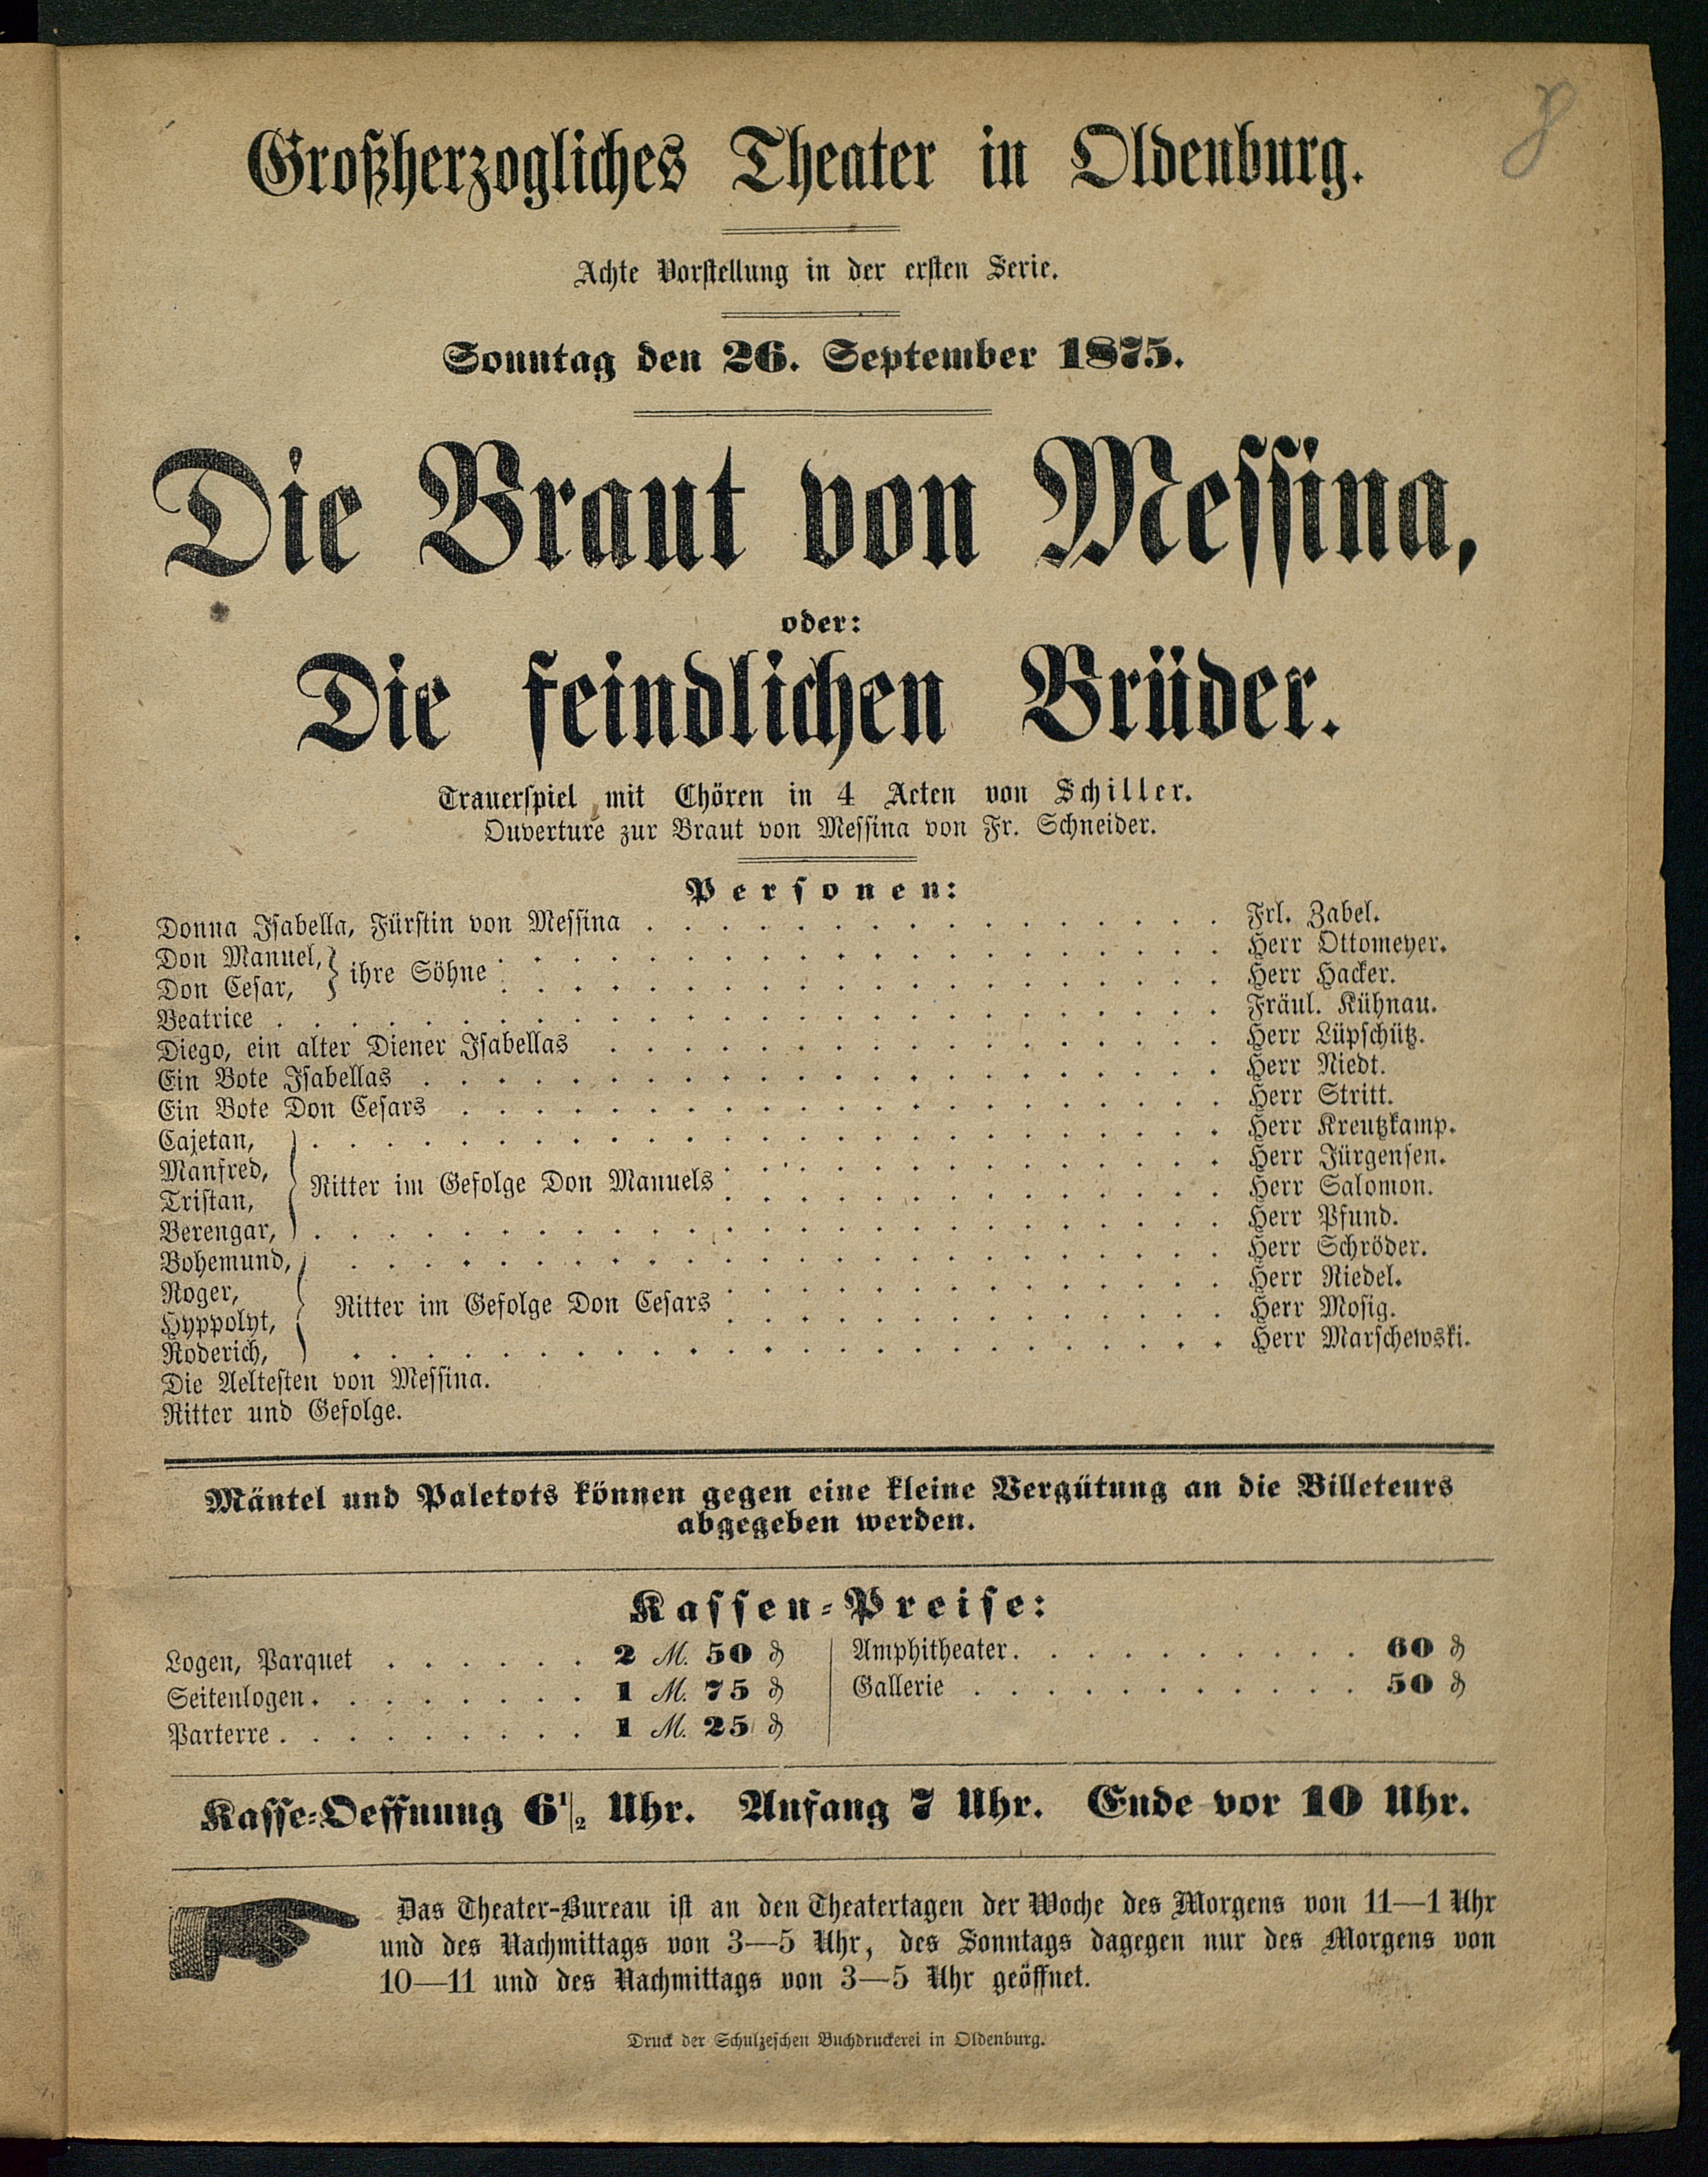 8
Großherzogliches Theater in Oldenburg.
Achte Vorstellung in der ersten Serie.
Sonntag den 26. September 1875.
Die Braut von Messina,
oder:
Die feindlichen Brüder.
Trauerspiel mit Chören in 4 Acten von Schiller.
Ouverture zur Braut von Messina von Fr. Schneider.
Personen:
Donna Isabella, Fürstin von Messina . . . . . . . . . . . . . . . . Frl. Zabel.
Don Manuel, } ihre Söhne . . . . . . . . . . . . . . . . . . . . Herr Ottomeyer.
Don Cesar, } . . . . . . . . . . . . . . . . . . . . Herr Hacker.
Beatrice . . . . . . . . . . . . . . . . . . . . . . . . . . Fräul. Kühnau.
Diego, ein alter Diener Isabellas . . . . . . . . . . . . . . . . . Herr Lüpschütz.
Ein Bote Isabellas . . . . . . . . . . . . . . . . . . . . . . Herr Niedt.
Ein Bote Don Cesars . . . . . . . . . . . . . . . . . . . . . Herr Stritt.
Cajetan, . . . . . . . . . . . . . . . . . . . . . . . . . Herr Kreutzkamp.
Manfred, } Ritter im Gefolge Don Manuels . . . . . . . . . . . . . . Herr Jürgensen.
Tristan, . . . . . . . . . . . . . . Herr Salomon.
Berengar, . . . . . . . . . . . . . . . . . . . . . . . . . Herr Pfund.
Bohemund, . . . . . . . . . . . . . . . . . . . . . . . . Herr Schröder.
Roger, } Ritter im Gefolge Don Cesars . . . . . . . . . . . . . . Herr Riedel.
Hyppolyt, . . . . . . . . . . . . . . Herr Mosig.
Roderich, . . . . . . . . . . . . . . . . . . . . . . . . Herr Marschewski.
Die Aeltesten von Messina.
Ritter und Gefolge.
Mäntel und Paletots können gegen eine kleine Vergütung an die Billeteurs
abgegeben werden.
Kassen-Preise:
Logen, Parquet . . . . . . 2 M. 50 ₰
Seitenlogen . . . . . . . . 1 M. 75 ₰
Parterre . . . . . . . . . 1 M. 25 ₰
Amphitheater . . . . . . . . . . 60 ₰
Gallerie . . . . . . . . . . . 50 ₰
Kasse-Oeffnung 6 1/2 Uhr. Anfang 7 Uhr. Ende vor 10 Uhr.
Das Theater-Bureau ist an den Theatertagen der Woche des Morgens von 11—1 Uhr
und des Nachmittags von 3—5 Uhr, des Sonntags dagegen nur des Morgens von
10—11 und des Nachmittags von 3—5 Uhr geöffnet.
Druck der Schulzeschen Buchdruckerei in Oldenburg.